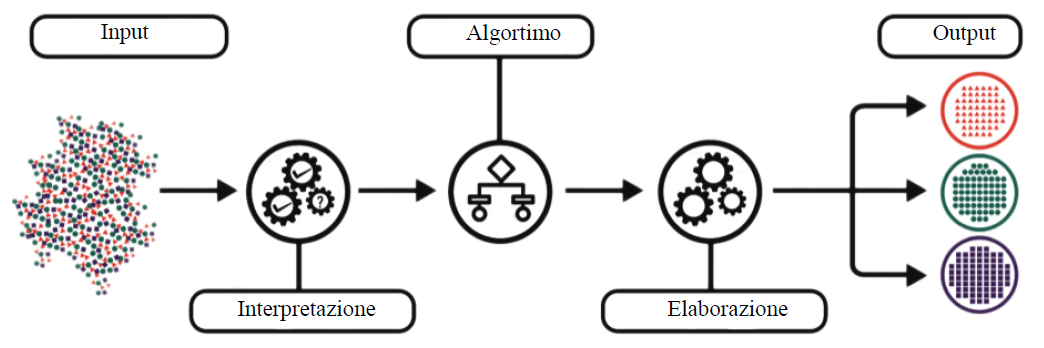 Input
Algortimo
Output
?
Interpretazione
Elaborazione